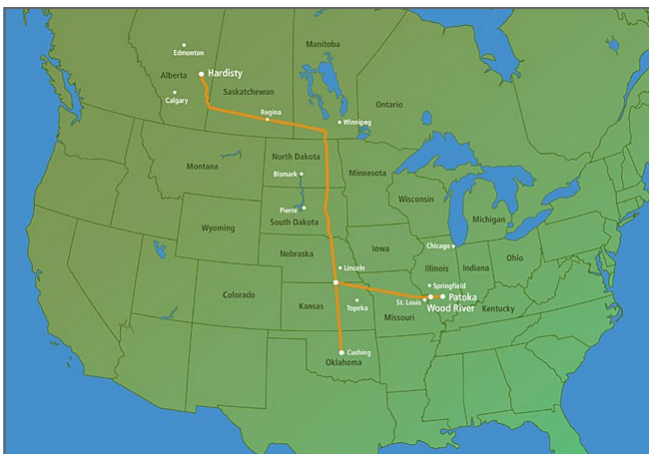 Edmonton
Manitoba
Alberta
Hardisty
Saskatchewan
Calgary
Ontario
Regina
Winnipeg
North Dakota
Montana
Minnesota
Bismark
Wisconsin
Pierre
South Dakota
Michigan
Wyoming
Chicago
Iowa
Nebraska
Ohio
Lincoln
Illinois
Indiana
Springfield
Colorado
Patoka
Kansas
St. Louis
Topeka
Wood River
Kentucky
Missouri
Cushing
Oklahoma